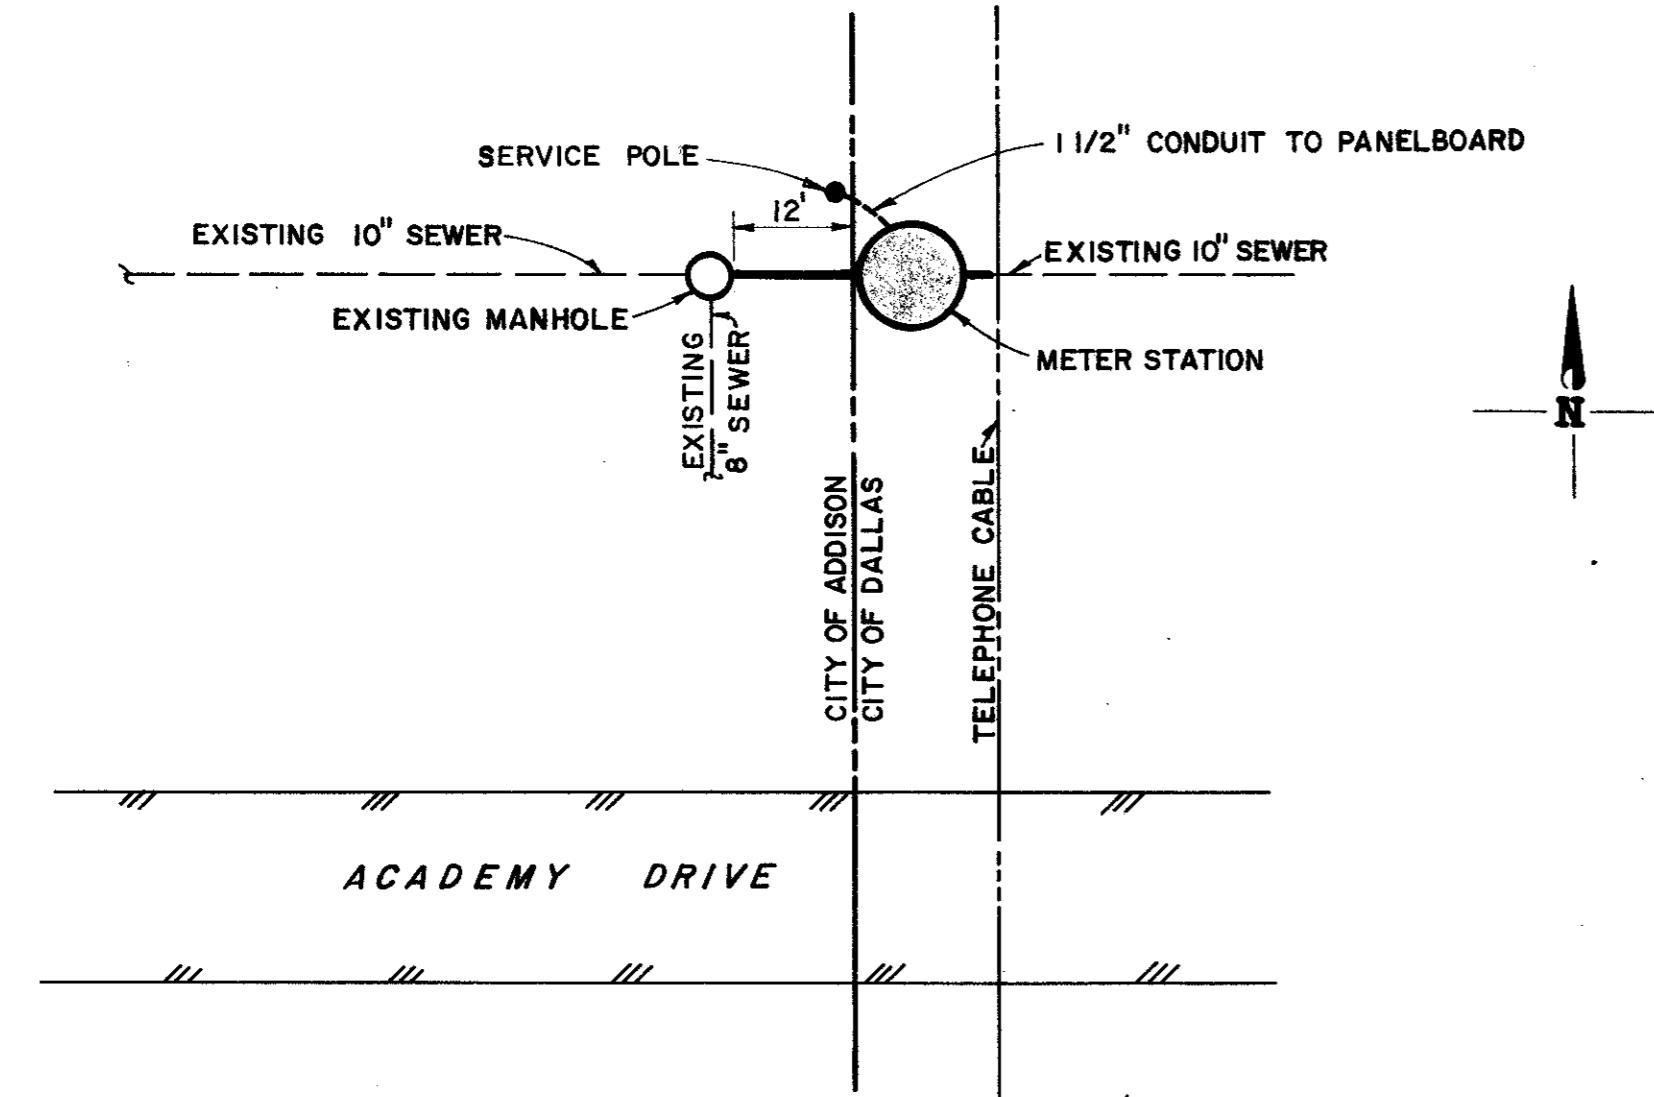 1 1/2" CONDUIT TO PANELBOARD
SERVICE POLE
12'
EXISTING 10" SEWER
EXISTING 10" SEWER
EXISTING MANHOLE
EXISTING
8" SEWER
METER STATION
N
CITY OF ADDISON
CITY OF DALLAS
TELEPHONE CABLE
ACADEMY DRIVE